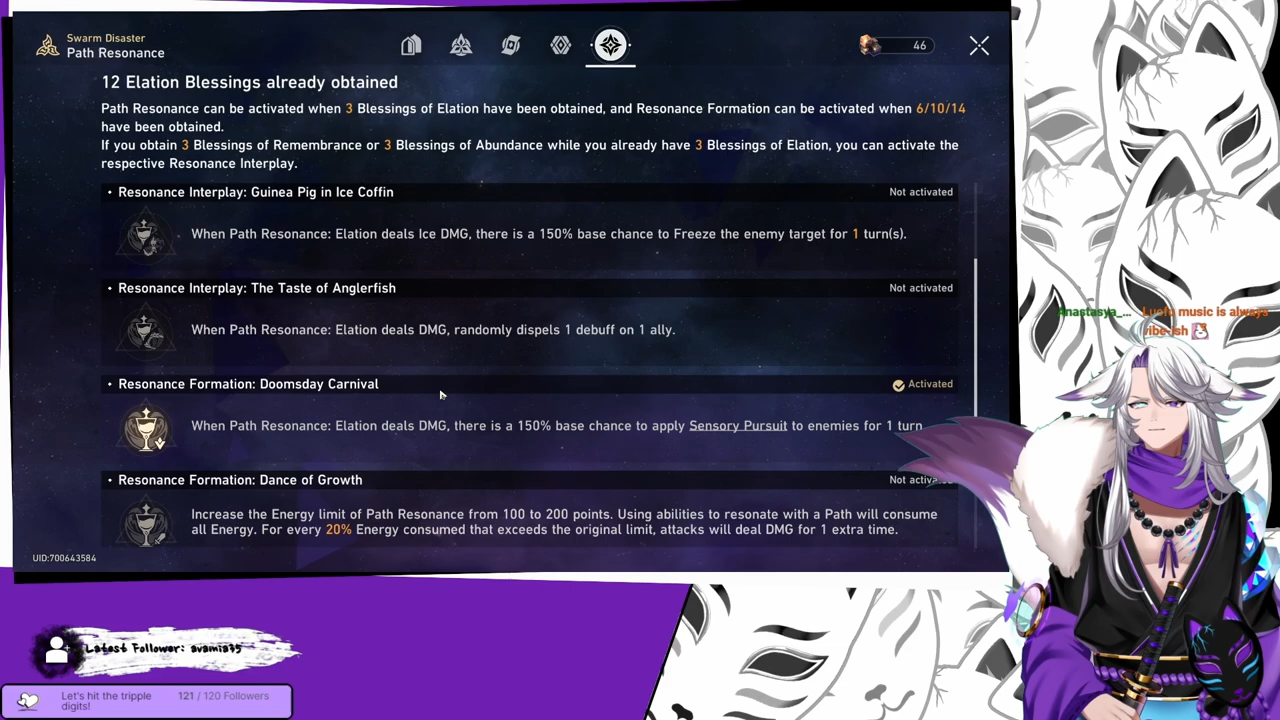 Swarm Disaster
Path Resonance
46
12 Elation Blessings already obtained
Path Resonance can be activated when 3 Blessings of Elation have been obtained, and Resonance Formation can be activated when 6/10/14
have been obtained.
If you obtain 3 Blessings of Remembrance or 3 Blessings of Abundance while you already have 3 Blessings of Elation, you can activate the
respective Resonance Interplay.
• Resonance Interplay: Guinea Pig in Ice Coffin
Not activated
When Path Resonance: Elation deals Ice DMG, there is a 150% base chance to Freeze the enemy target for 1 turn(s).
• Resonance Interplay: The Taste of Anglerfish
Not activated
When Path Resonance: Elation deals DMG, randomly dispels 1 debuff on 1 ally.
• Resonance Formation: Doomsday Carnival
Activated
When Path Resonance: Elation deals DMG, there is a 150% base chance to apply Sensory Pursuit to enemies for 1 turn
• Resonance Formation: Dance of Growth
Not
Increase the Energy limit of Path Resonance from 100 to 200 points. Using abilities to resonate with a Path will consume
all Energy. For every 20% Energy consumed that exceeds the original limit, attacks will deal DMG for 1 extra time.
UID:700643584
Anastasya_...
Lucfu music is always
vibe-ish
Latest Follower: avamia35
Let's hit the tripple
digits!
121 / 120 Followers